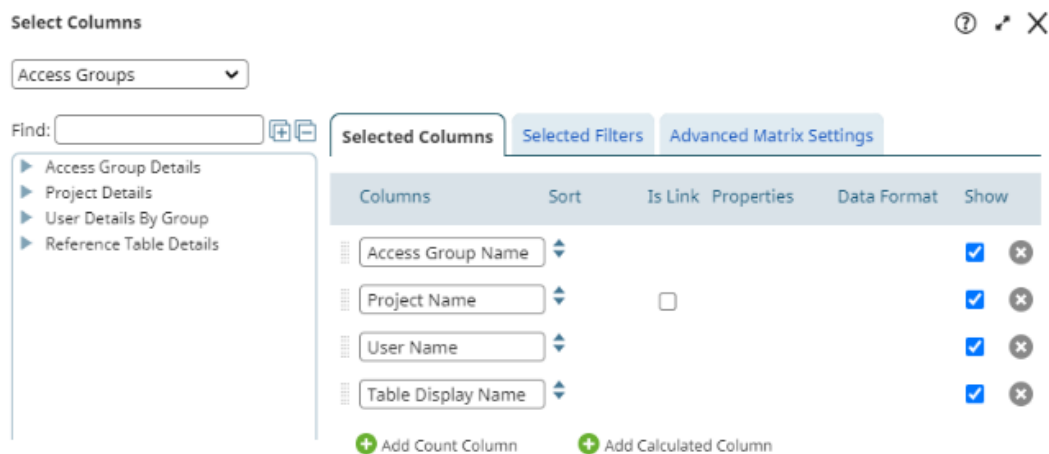 Select Columns
Access Groups
Find:
Access Group Details
Project Details
User Details By Group
Reference Table Details
Selected Columns Selected Filters Advanced Matrix Settings
Columns Sort Is Link Properties Data Format Show
Access Group Name
Project Name
User Name
Table Display Name
Add Count Column Add Calculated Column